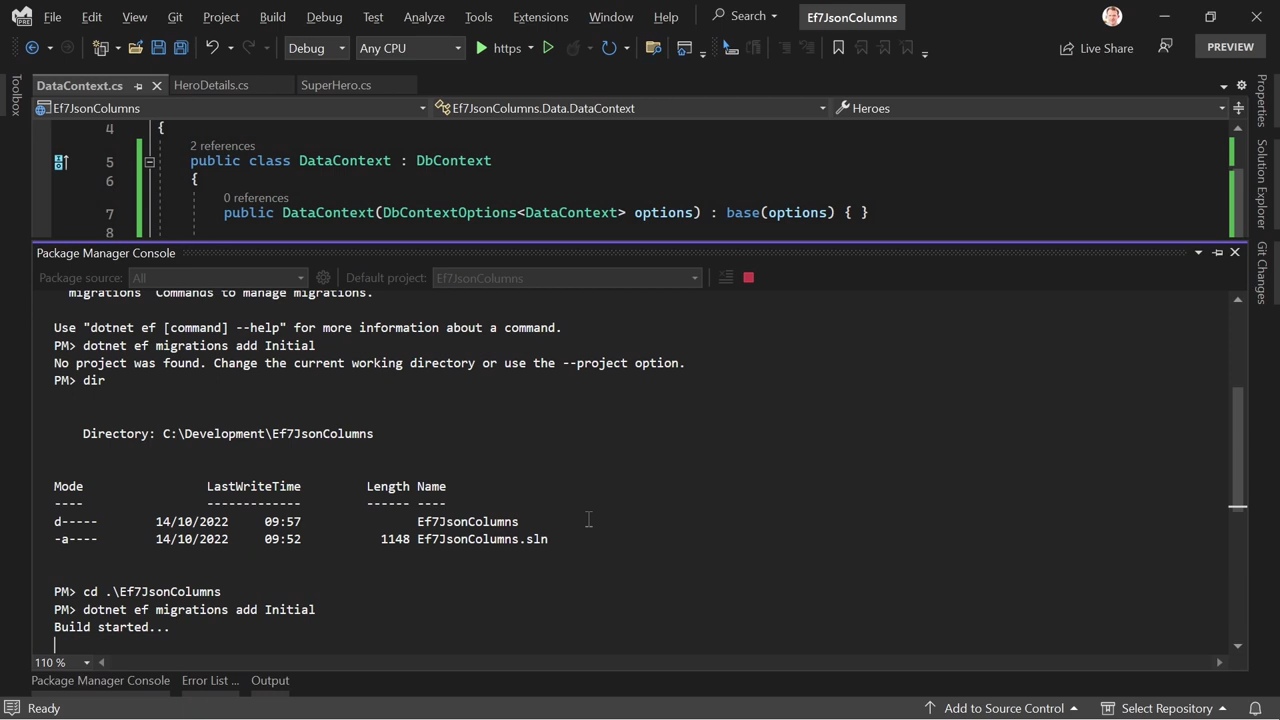 File Edit View Git Project Build Debug Test Analyze Tools Extensions Window Help Search Ef7JsonColumns
PRE
Debug Any CPU https Live Share PREVIEW
DataContext.cs HeroDetails.cs SuperHero.cs
Ef7JsonColumns Ef7JsonColumns.Data.DataContext Heroes
4 {
2 references
5 public class DataContext : DbContext
6 {
0 references
7 public DataContext(DbContextOptions<DataContext> options) : base(options) { }
8
Package Manager Console
Package source: All Default project: Ef7JsonColumns
migrations  Commands to manage migrations.
Use "dotnet ef [command] --help" for more information about a command.
PM> dotnet ef migrations add Initial
No project was found. Change the current working directory or use the --project option.
PM> dir
Directory: C:\Development\Ef7JsonColumns
Mode LastWriteTime Length Name
---- ------------- ------ ----
d----- 14/10/2022 09:57 Ef7JsonColumns
-a---- 14/10/2022 09:52 1148 Ef7JsonColumns.sln
PM> cd .\Ef7JsonColumns
PM> dotnet ef migrations add Initial
Build started...
110 %
Package Manager Console Error List ... Output
Ready Add to Source Control Select Repository
Toolbox
Properties
Solution Explorer
Git Changes